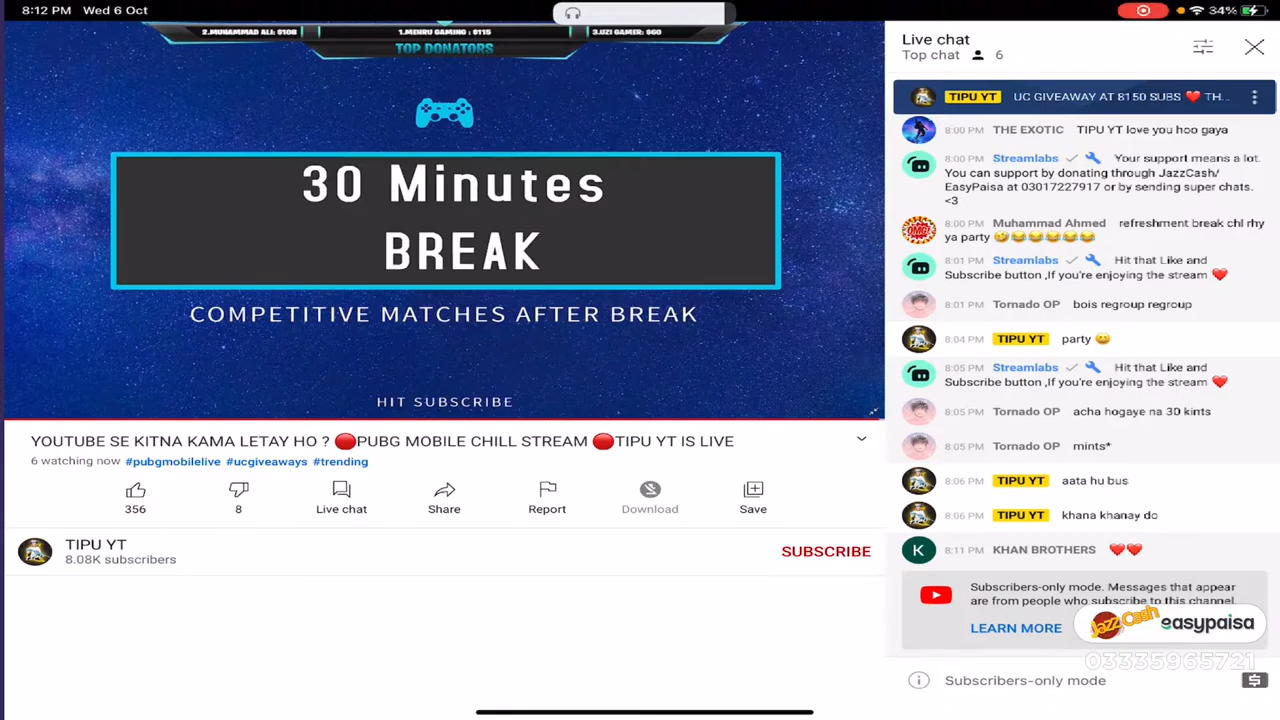 8:12 PM Wed 6 Oct
34%
2.MUHAMMAD ALI: $108
1.MEHRU GAMING : $115
3.UZI GAMER: $60
TOP DONATORS
30 Minutes
BREAK
COMPETITIVE MATCHES AFTER BREAK
HIT SUBSCRIBE
YOUTUBE SE KITNA KAMA LETAY HO ? 🔴PUBG MOBILE CHILL STREAM 🔴TIPU YT IS LIVE
6 watching now #pubgmobilelive #ucgiveaways #trending
356
8
Live chat
Share
Report
Download
Save
TIPU YT
8.08K subscribers
SUBSCRIBE
Live chat
Top chat 6
TIPU YT UC GIVEAWAY AT 8150 SUBS ❤️ TH...
8:00 PM THE EXOTIC TIPU YT love you hoo gaya
8:00 PM Streamlabs Your support means a lot.
You can support by donating through JazzCash/
EasyPaisa at 03017227917 or by sending super chats.
<3
8:00 PM Muhammad Ahmed refreshment break chl rhy
ya party 🤣😂😂😂😂😂
8:01 PM Streamlabs Hit that Like and
Subscribe button ,If you're enjoying the stream ❤️
8:01 PM Tornado OP bois regroup regroup
8:04 PM TIPU YT party 😀
8:05 PM Streamlabs Hit that Like and
Subscribe button ,If you're enjoying the stream ❤️
8:05 PM Tornado OP acha hogaye na 30 kints
8:05 PM Tornado OP mints*
8:06 PM TIPU YT aata hu bus
8:06 PM TIPU YT khana khanay do
K 8:11 PM KHAN BROTHERS ❤️❤️
Subscribers-only mode. Messages that appear
are from people who subscribe to this channel.
LEARN MORE
JazzCash easypaisa
03335965721
Subscribers-only mode